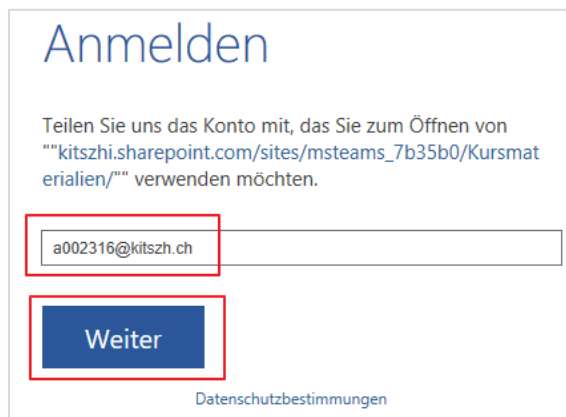 Anmelden
Teilen Sie uns das Konto mit, das Sie zum Öffnen von
""kitszhi.sharepoint.com/sites/msteams_7b35b0/Kursmat
erialien/"" verwenden möchten.
a002316@kitszh.ch
Weiter
Datenschutzbestimmungen